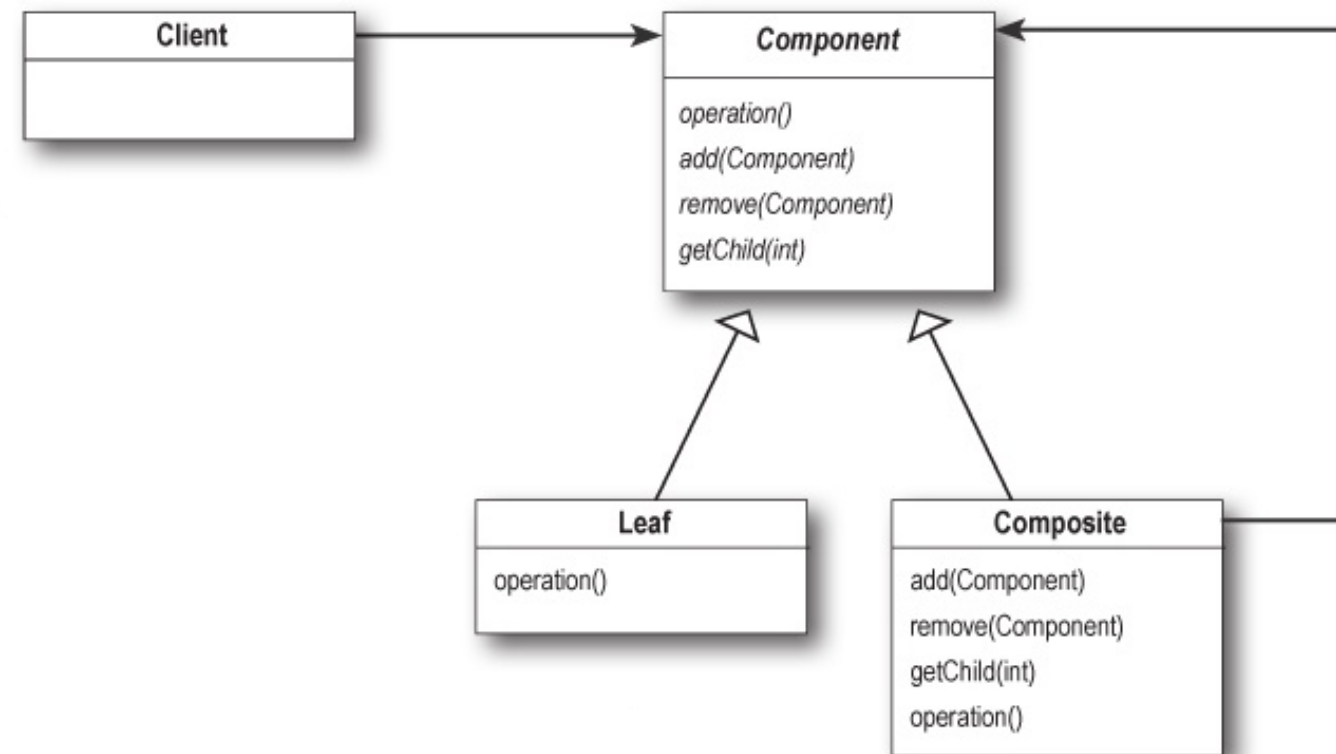 Client
Component
operation()
add(Component)
remove(Component)
getChild(int)
Leaf
operation()
Composite
add(Component)
remove(Component)
getChild(int)
operation()